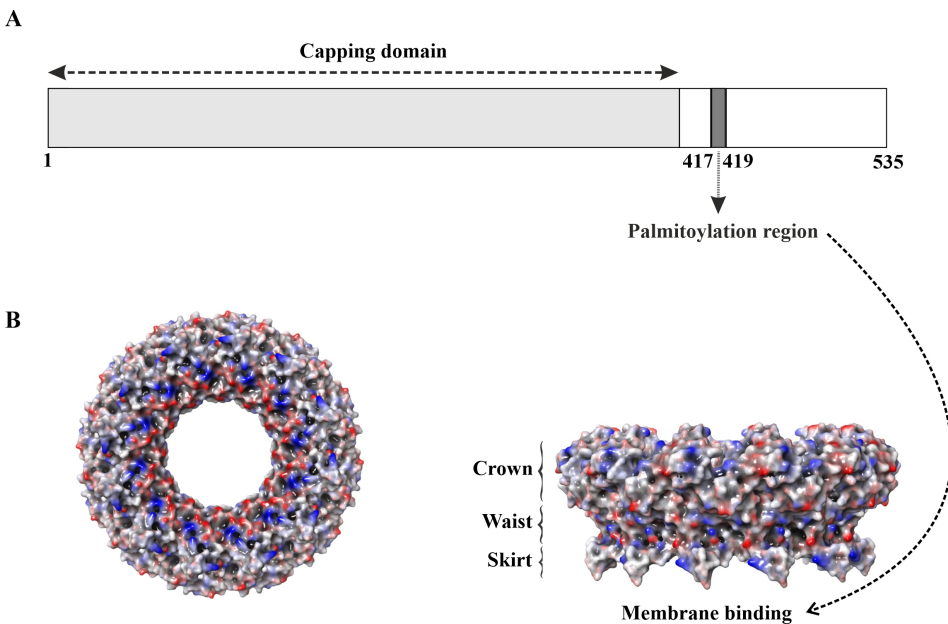 A
Capping domain
1
417 419
535
Palmitoylation region
B
Crown
Waist
Skirt
Membrane binding